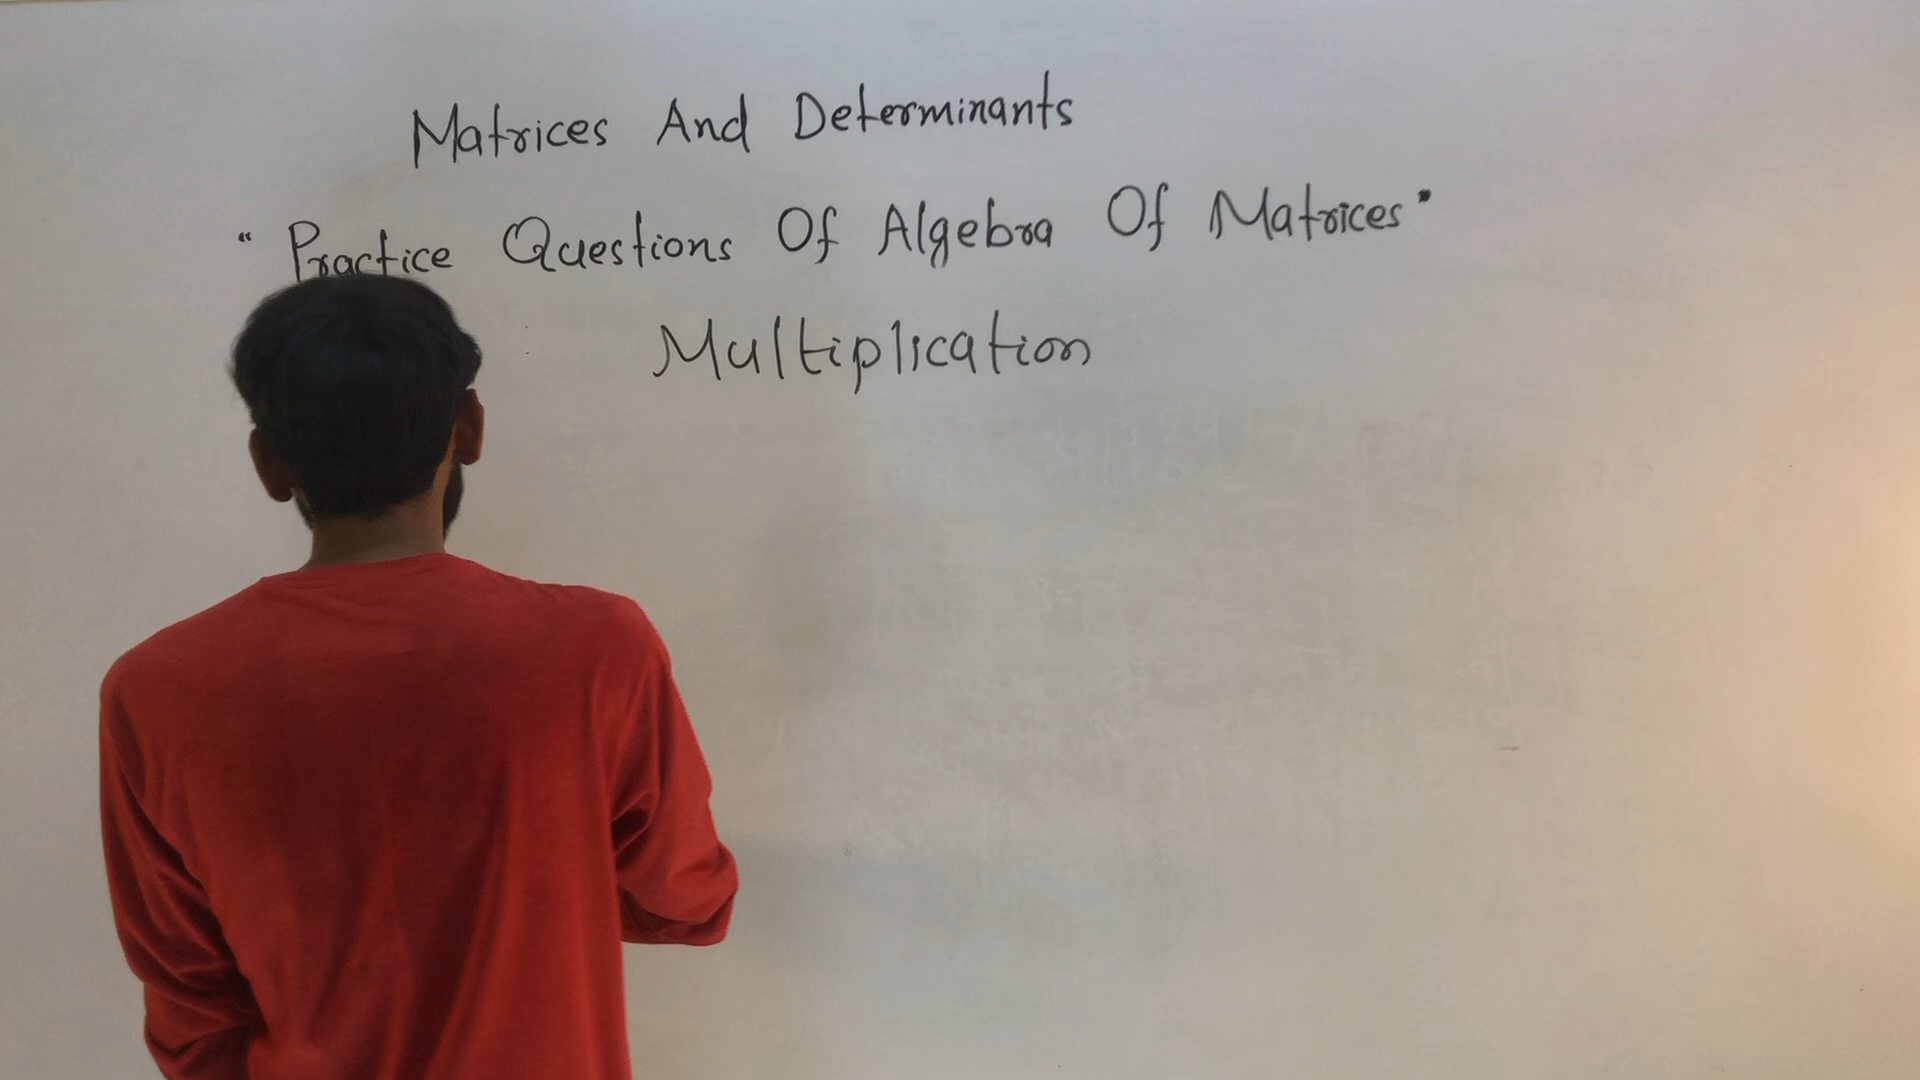 Matrices And Determinants
"Practice Questions Of Algebra Of Matrices"
Multiplication